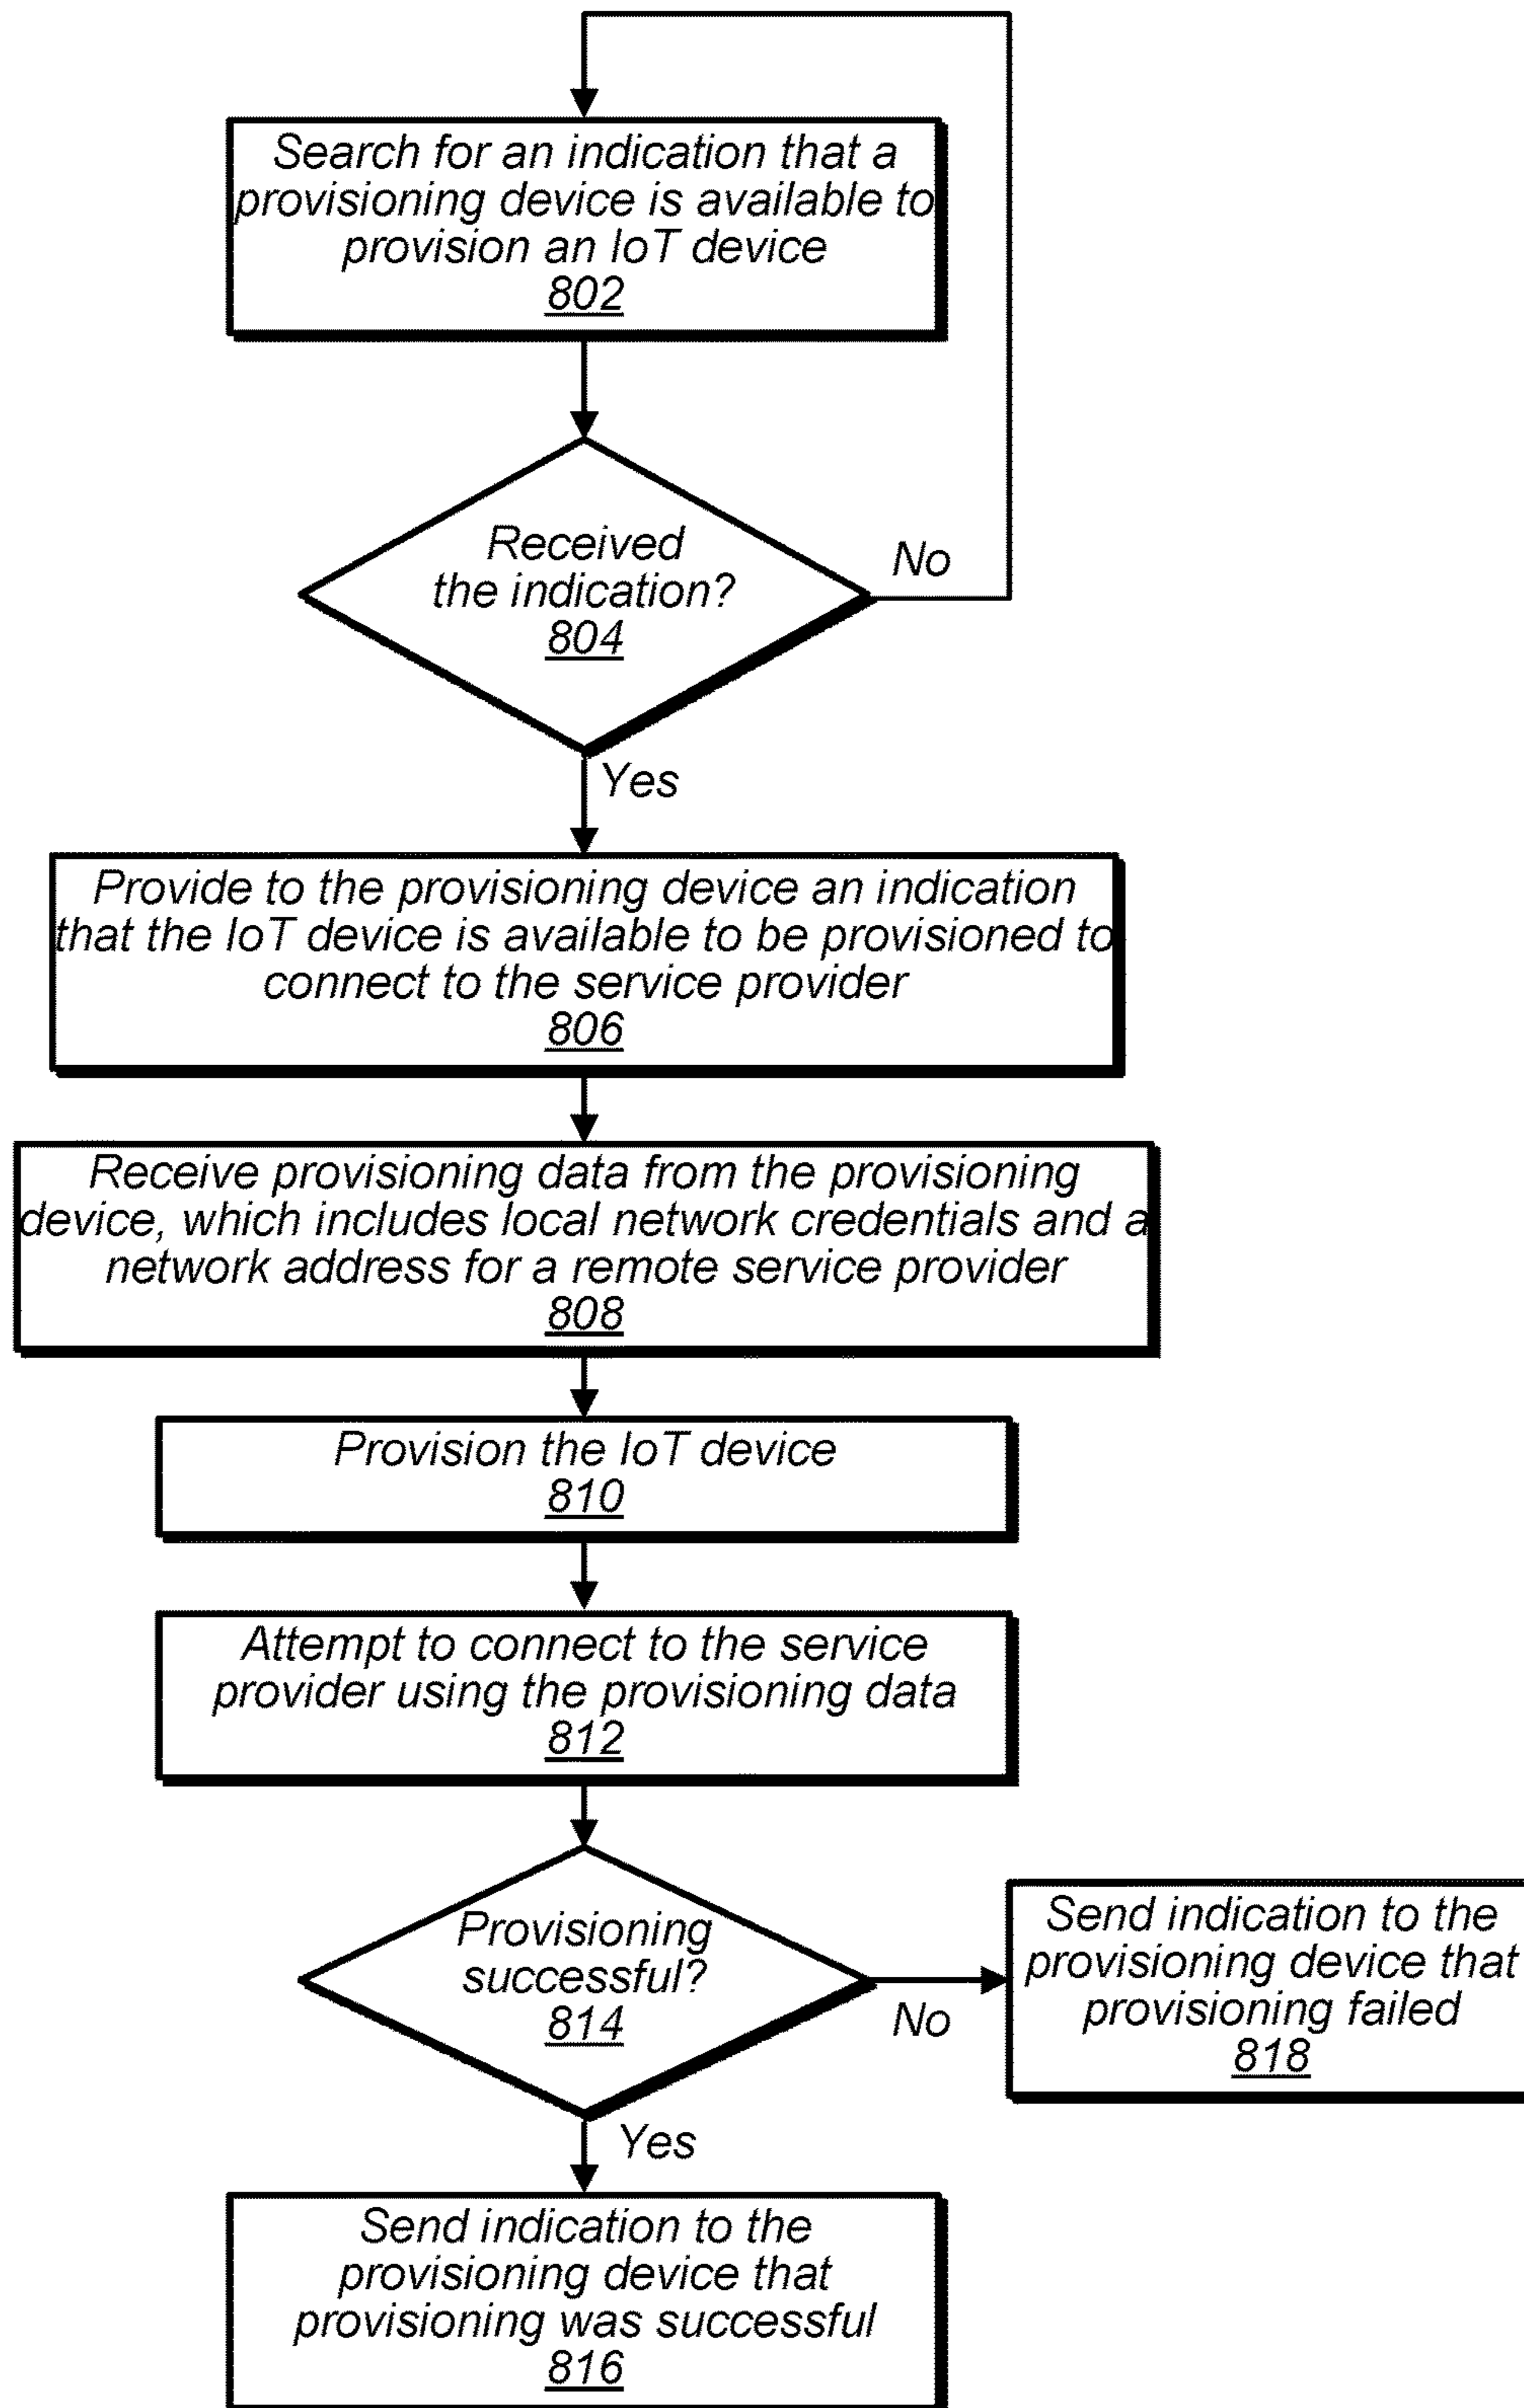 Search for an indication that a
provisioning device is available to
provision an IoT device
802
Received
the indication?
804
No
Yes
Provide to the provisioning device an indication
that the IoT device is available to be provisioned to
connect to the service provider
806
Receive provisioning data from the provisioning
device, which includes local network credentials and a
network address for a remote service provider
808
Provision the IoT device
810
Attempt to connect to the service
provider using the provisioning data
812
Provisioning
successful?
814
No
Send indication to the
provisioning device that
provisioning failed
818
Yes
Send indication to the
provisioning device that
provisioning was successful
816